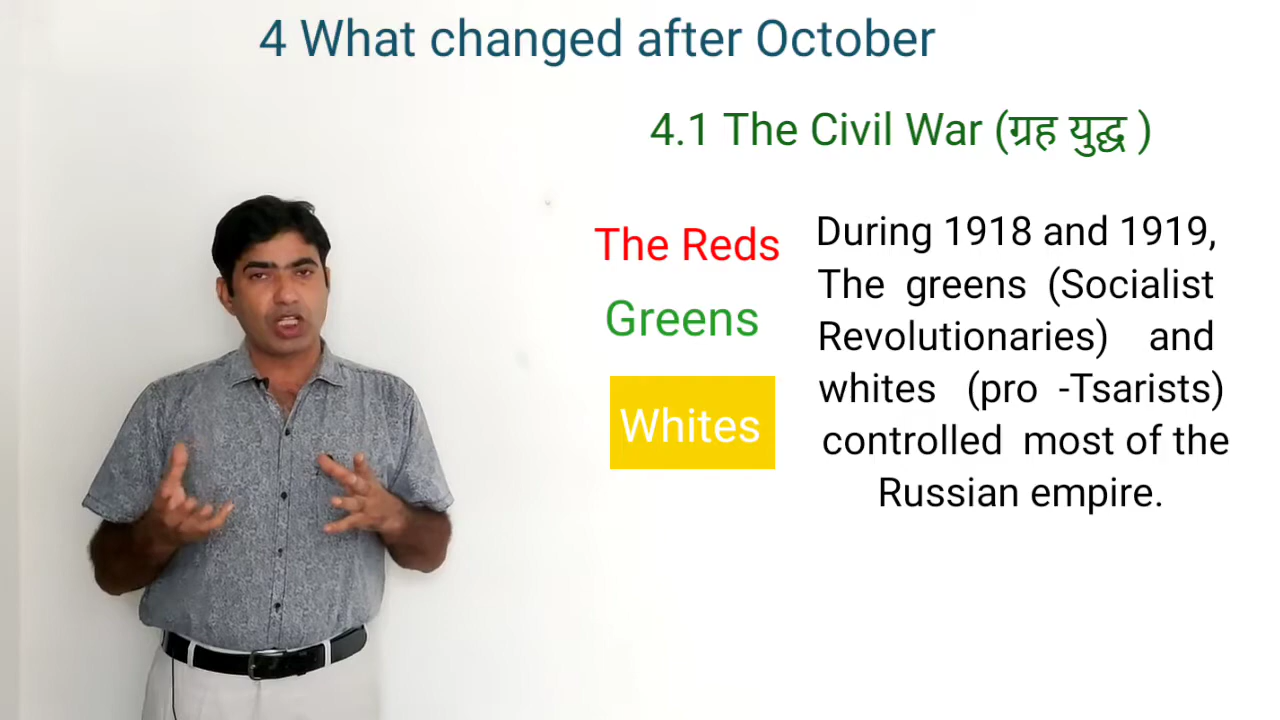 4 What changed after October
4.1 The Civil War (ग्रह युद्ध )
The Reds
Greens
Whites
During 1918 and 1919,
The greens (Socialist
Revolutionaries) and
whites (pro -Tsarists)
controlled most of the
Russian empire.